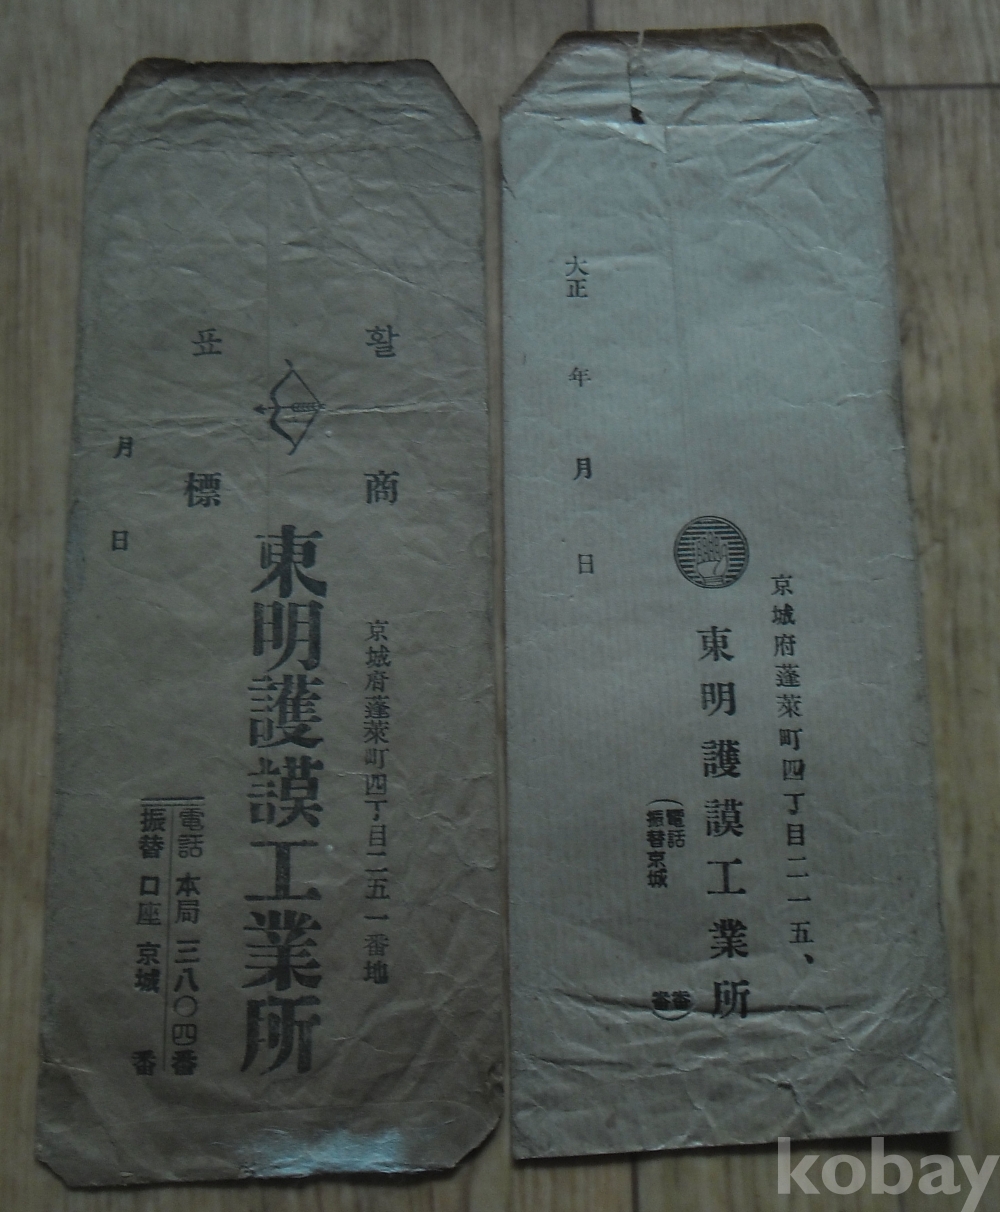 활표
商標
京城府蓬萊町四丁目二五一番地
東明護謨工業所
電話 本局 三八〇四番
振替 口座 京城 番
月 日
京城府蓬萊町四丁目二一五、
東明護謨工業所
(電話 番
振替京城 番)
大正 年 月 日
kobay